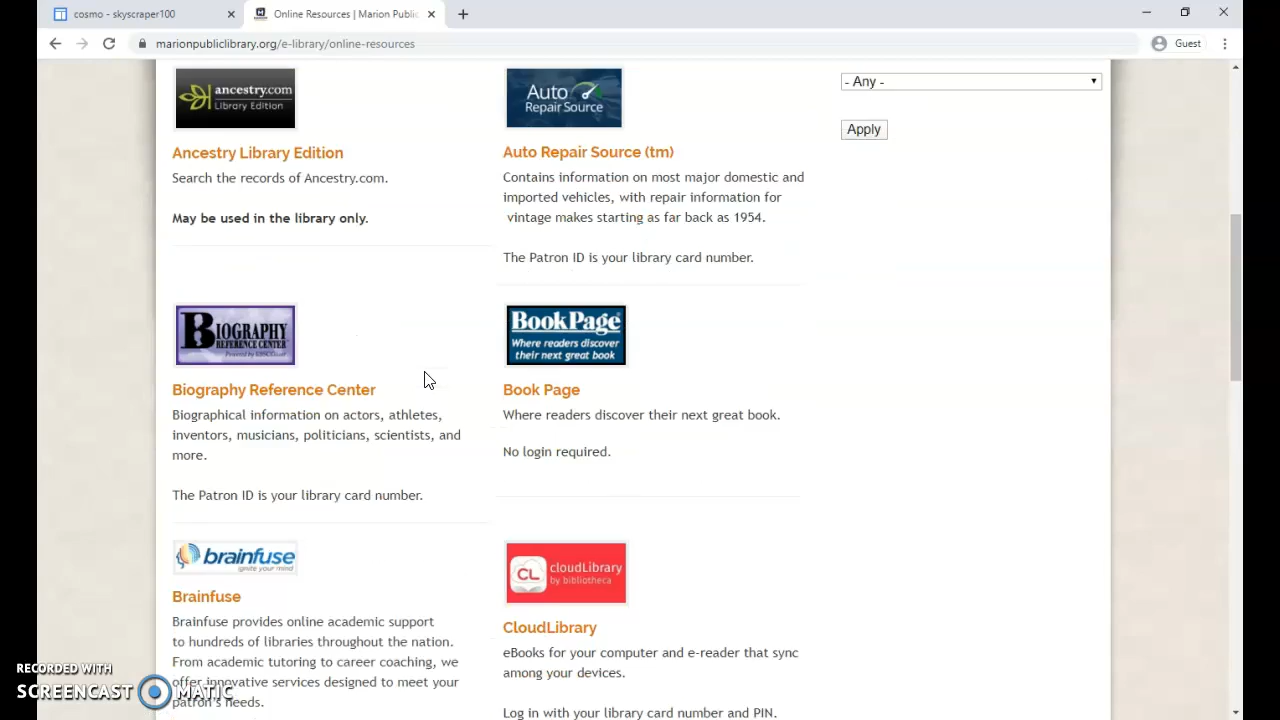 cosmo - skyscraper100
Online Resources | Marion Public
marionpubliclibrary.org/e-library/online-resources
Guest
ancestry.com
Library Edition
Auto
Repair Source
- Any -
Apply
Ancestry Library Edition
Search the records of Ancestry.com.
May be used in the library only.
Auto Repair Source (tm)
Contains information on most major domestic and
imported vehicles, with repair information for
vintage makes starting as far back as 1954.
The Patron ID is your library card number.
BIOGRAPHY
REFERENCE CENTER
Powered by EBSCOhost
BookPage
Where readers discover
their next great book
Biography Reference Center
Biographical information on actors, athletes,
inventors, musicians, politicians, scientists, and
more.
The Patron ID is your library card number.
Book Page
Where readers discover their next great book.
No login required.
brainfuse
ignite your mind
CL
cloudLibrary
by bibliotheca
Brainfuse
Brainfuse provides online academic support
to hundreds of libraries throughout the nation.
From academic tutoring to career coaching, we
offer innovative services designed to meet your
patron's needs.
CloudLibrary
eBooks for your computer and e-reader that sync
among your devices.
Log in with your library card number and PIN.
RECORDED WITH
SCREENCAST MATIC